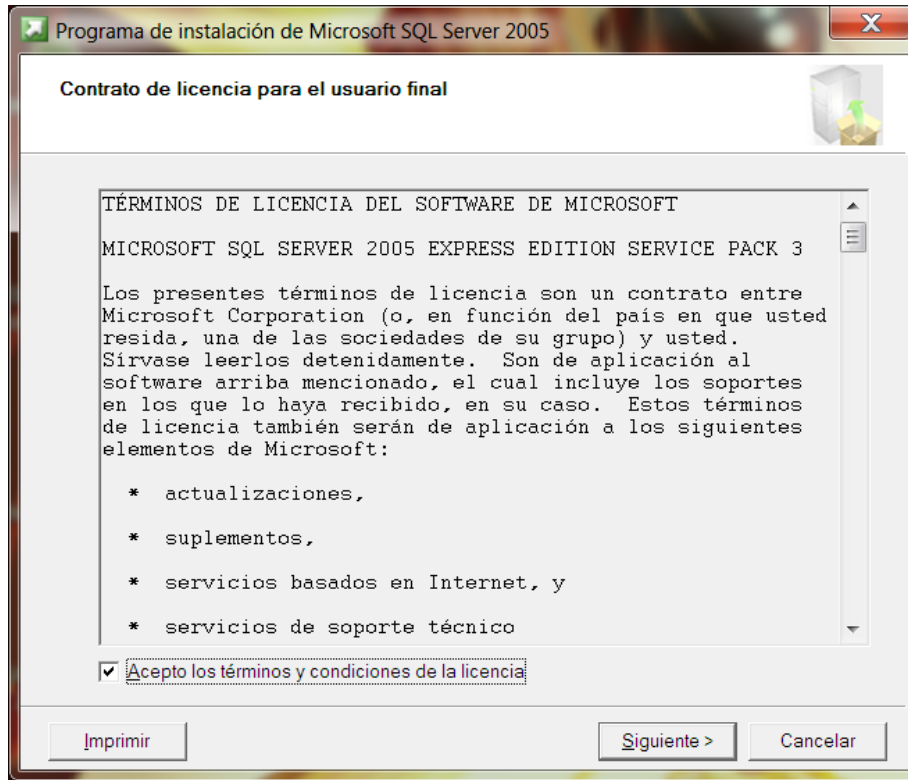 Programa de instalación de Microsoft SQL Server 2005
X
Contrato de licencia para el usuario final
TÉRMINOS DE LICENCIA DEL SOFTWARE DE MICROSOFT
MICROSOFT SQL SERVER 2005 EXPRESS EDITION SERVICE PACK 3
Los presentes términos de licencia son un contrato entre
Microsoft Corporation (o, en función del país en que usted
resida, una de las sociedades de su grupo) y usted.
Sírvase leerlos detenidamente.  Son de aplicación al
software arriba mencionado, el cual incluye los soportes
en los que lo haya recibido, en su caso.  Estos términos
de licencia también serán de aplicación a los siguientes
elementos de Microsoft:
* actualizaciones,
* suplementos,
* servicios basados en Internet, y
* servicios de soporte técnico
Acepto los términos y condiciones de la licencia
Imprimir
Siguiente >
Cancelar